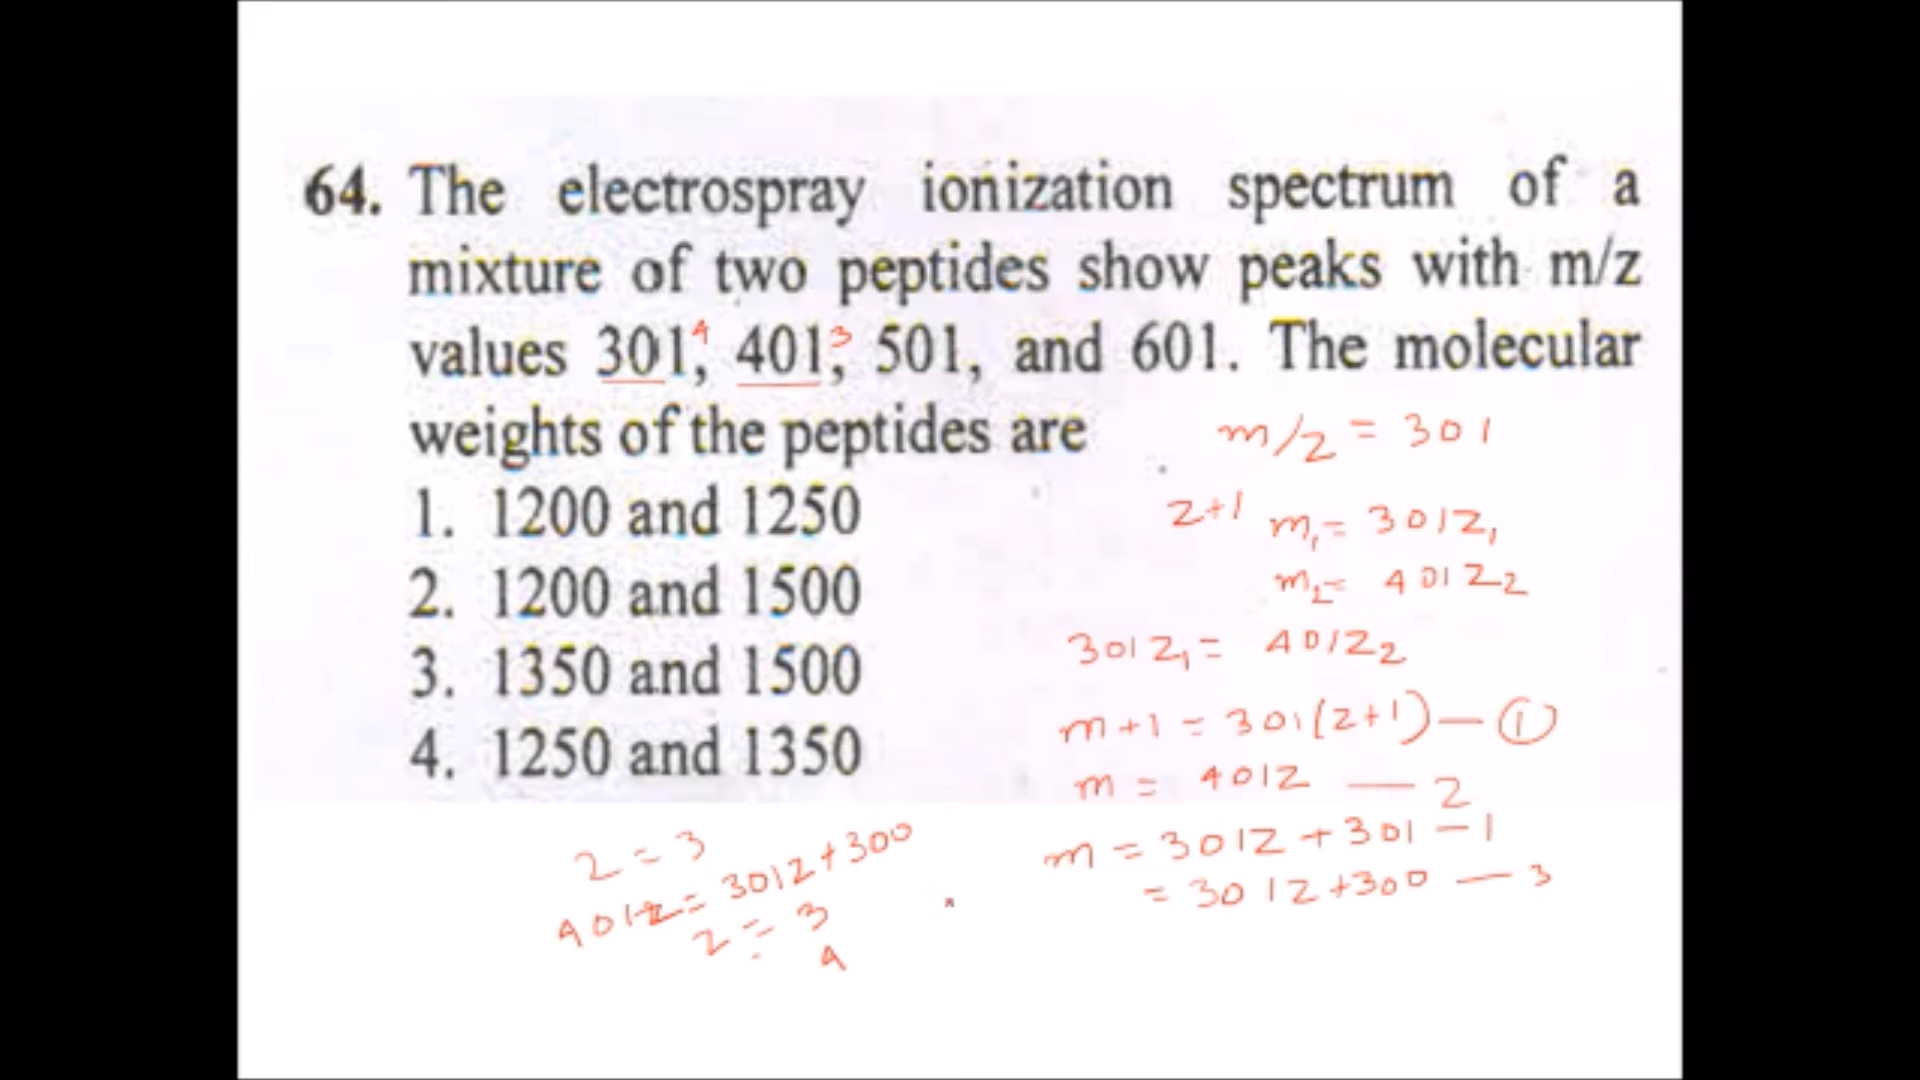 64. The electrospray ionization spectrum of a
mixture of two peptides show peaks with m/z
values 301⁴, 401³, 501, and 601. The molecular
weights of the peptides are
1. 1200 and 1250
2. 1200 and 1500
3. 1350 and 1500
4. 1250 and 1350
m/z = 301
z+1 m₁= 301z₁
m₂= 401z₂
301z₁= 401z₂
m+1 = 301(z+1) — ①
m = 401z — 2
m = 301z + 301 - 1
= 301z+300 — 3
z = 3
401z = 301z+300
z = 3
4